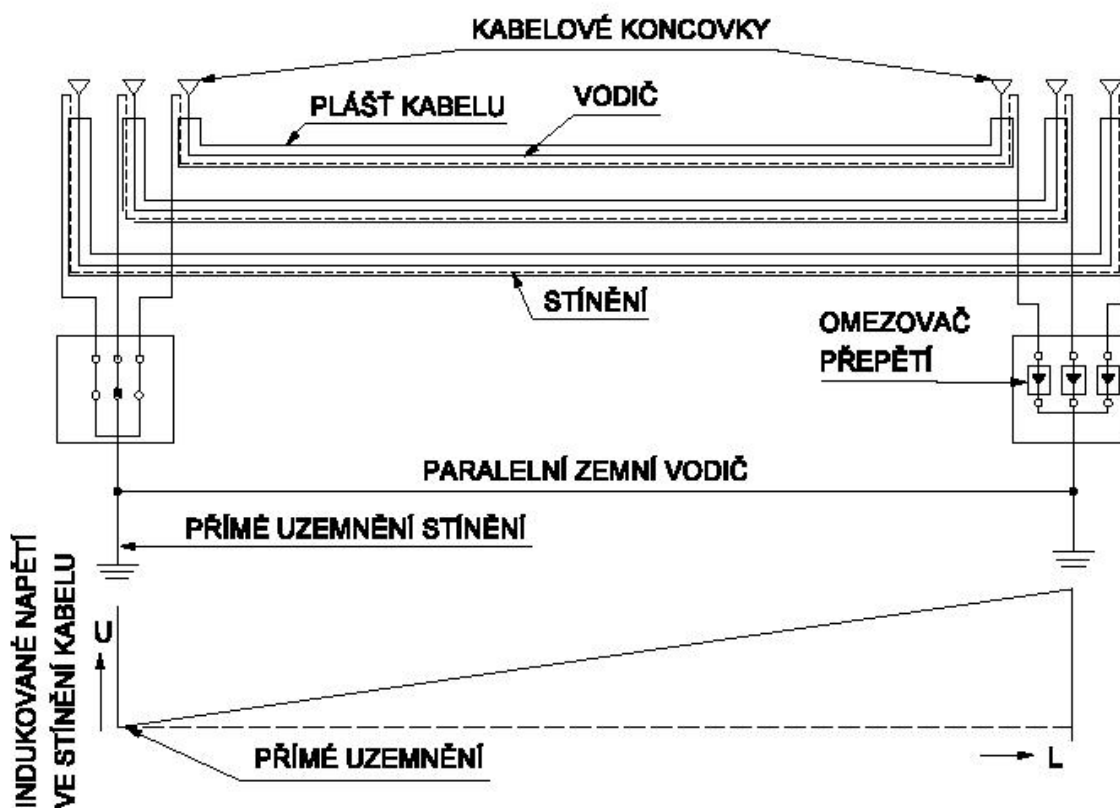 KABELOVÉ KONCOVKY
PLÁŠŤ KABELU
VODIČ
STÍNĚNÍ
OMEZOVAČ
PŘEPĚTÍ
PARALELNÍ ZEMNÍ VODIČ
PŘÍMÉ UZEMNĚNÍ STÍNĚNÍ
INDUKOVANÉ NAPĚTÍ
VE STÍNĚNÍ KABELU
U
PŘÍMÉ UZEMNĚNÍ
L